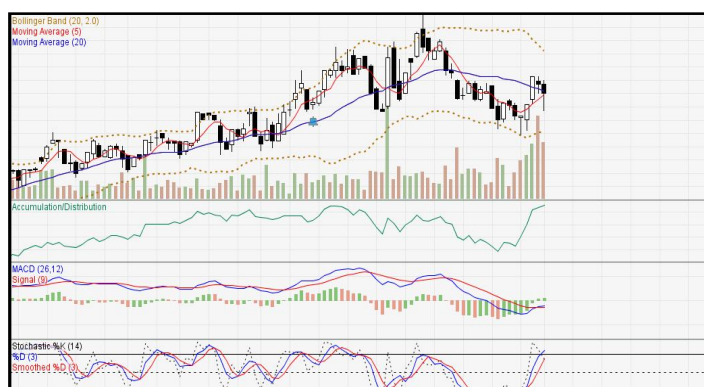 Bollinger Band (20, 2.0)
Moving Average (5)
Moving Average (20)
Accumulation/Distribution
MACD (26,12)
Signal (9)
Stochastic %K (14)
%D (3)
Smoothed %D (3)